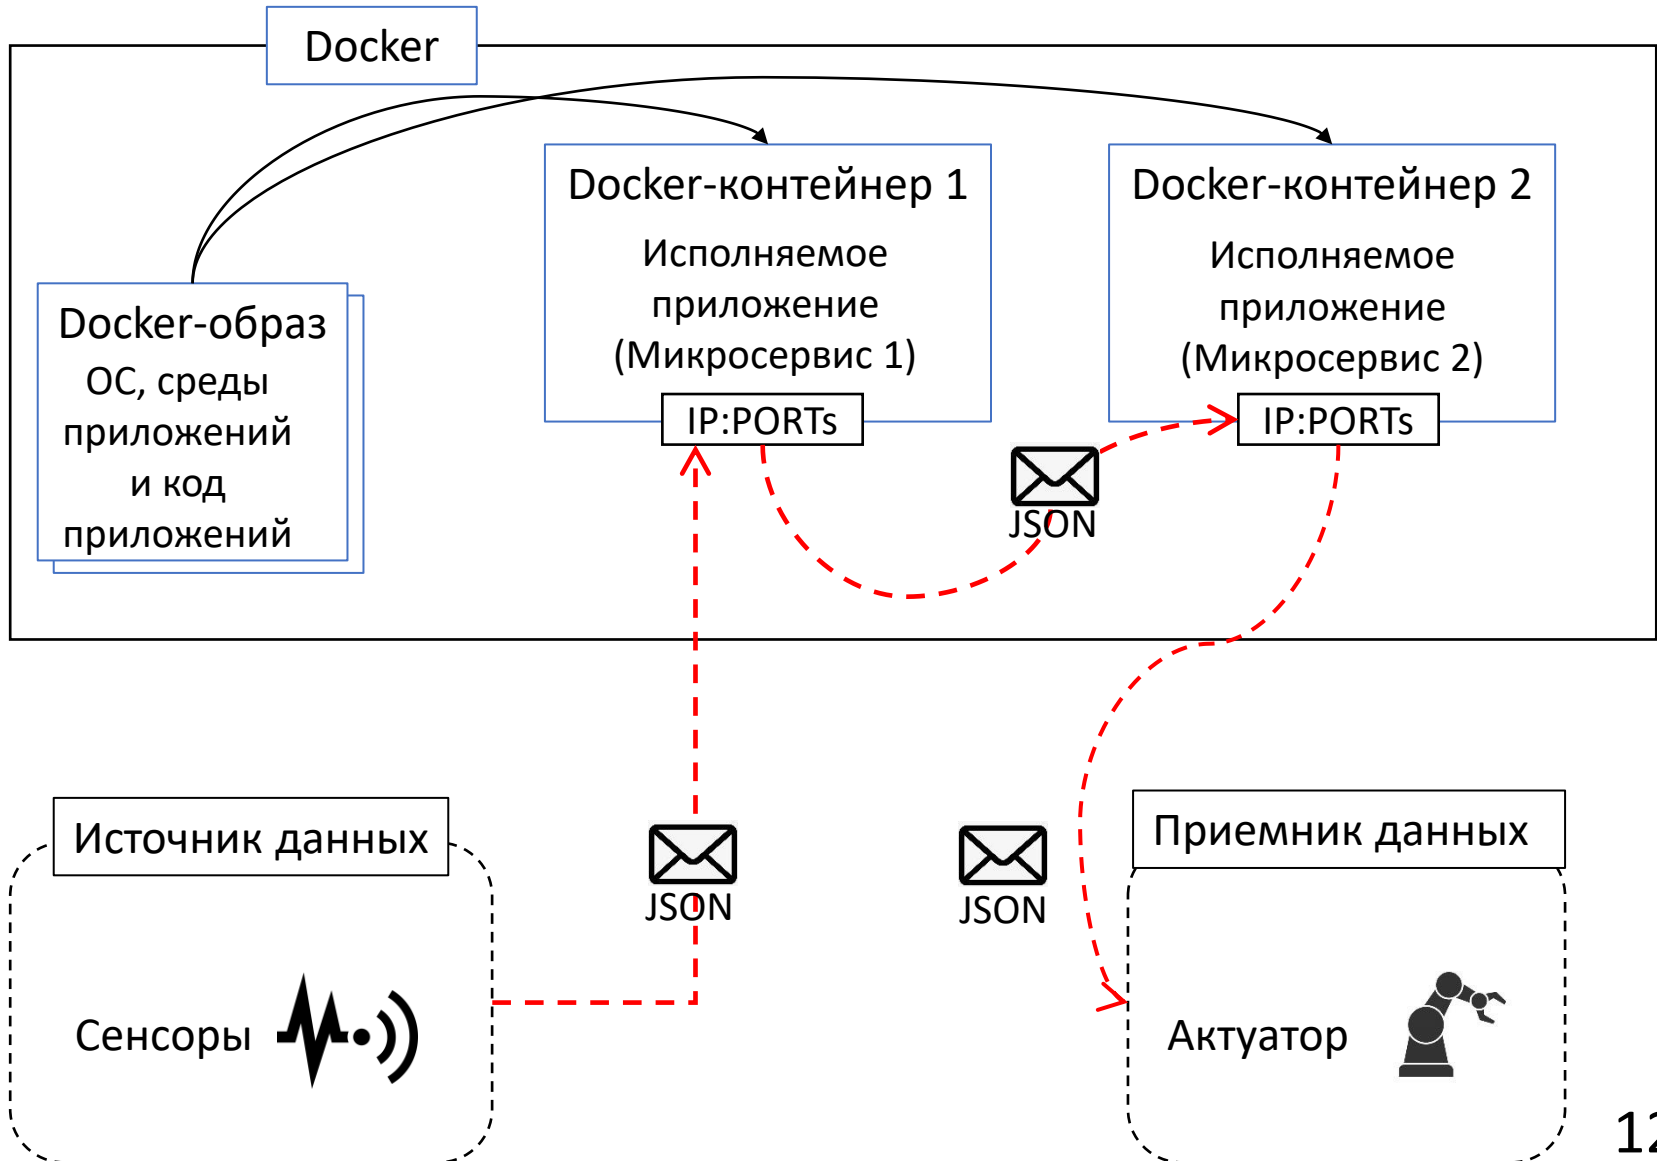 Docker
Docker-контейнер 1
Исполняемое
приложение
(Микросервис 1)
IP:PORTs
Docker-контейнер 2
Исполняемое
приложение
(Микросервис 2)
IP:PORTs
Docker-образ
ОС, среды
приложений
и код
приложений
JSON
Источник данных
Сенсоры
JSON
JSON
Приемник данных
Актуатор
12